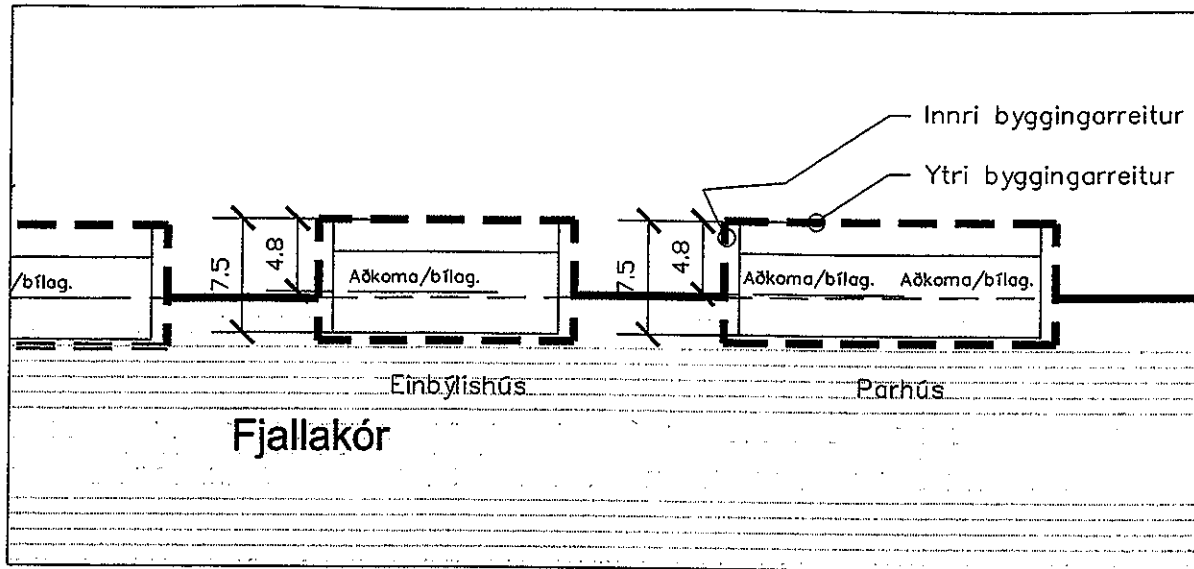 Innri byggingarreitur
Ytri byggingarreitur
7.5
4.8
7.5
4.8
/bílag.
Aðkoma/bílag.
Aðkoma/bílag.
Aðkoma/bílag.
Einbýlishús
Parhús
Fjallakór